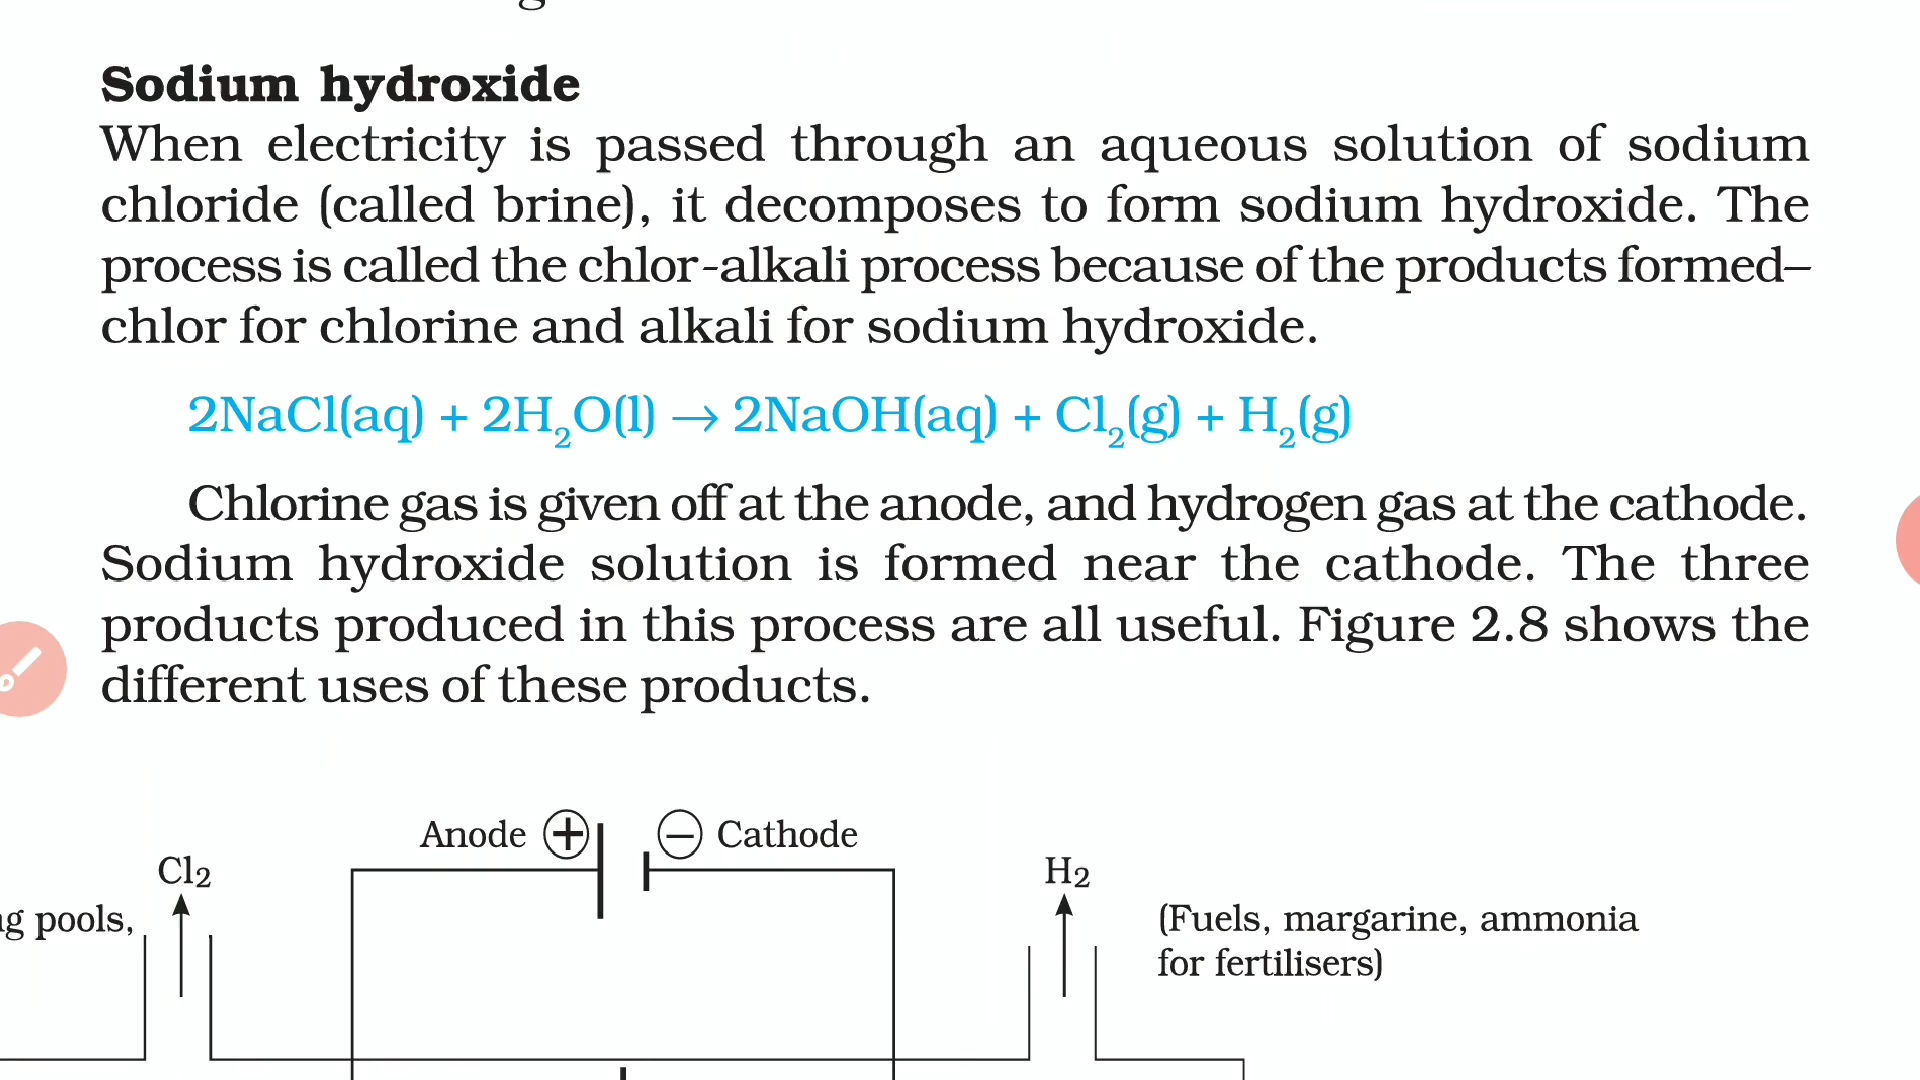 Sodium hydroxide
When electricity is passed through an aqueous solution of sodium
chloride (called brine), it decomposes to form sodium hydroxide. The
process is called the chlor-alkali process because of the products formed–
chlor for chlorine and alkali for sodium hydroxide.
2NaCl(aq) + 2H₂O(l) → 2NaOH(aq) + Cl₂(g) + H₂(g)
Chlorine gas is given off at the anode, and hydrogen gas at the cathode.
Sodium hydroxide solution is formed near the cathode. The three
products produced in this process are all useful. Figure 2.8 shows the
different uses of these products.
Anode + − Cathode
Cl₂
H₂
pools,
(Fuels, margarine, ammonia
for fertilisers)